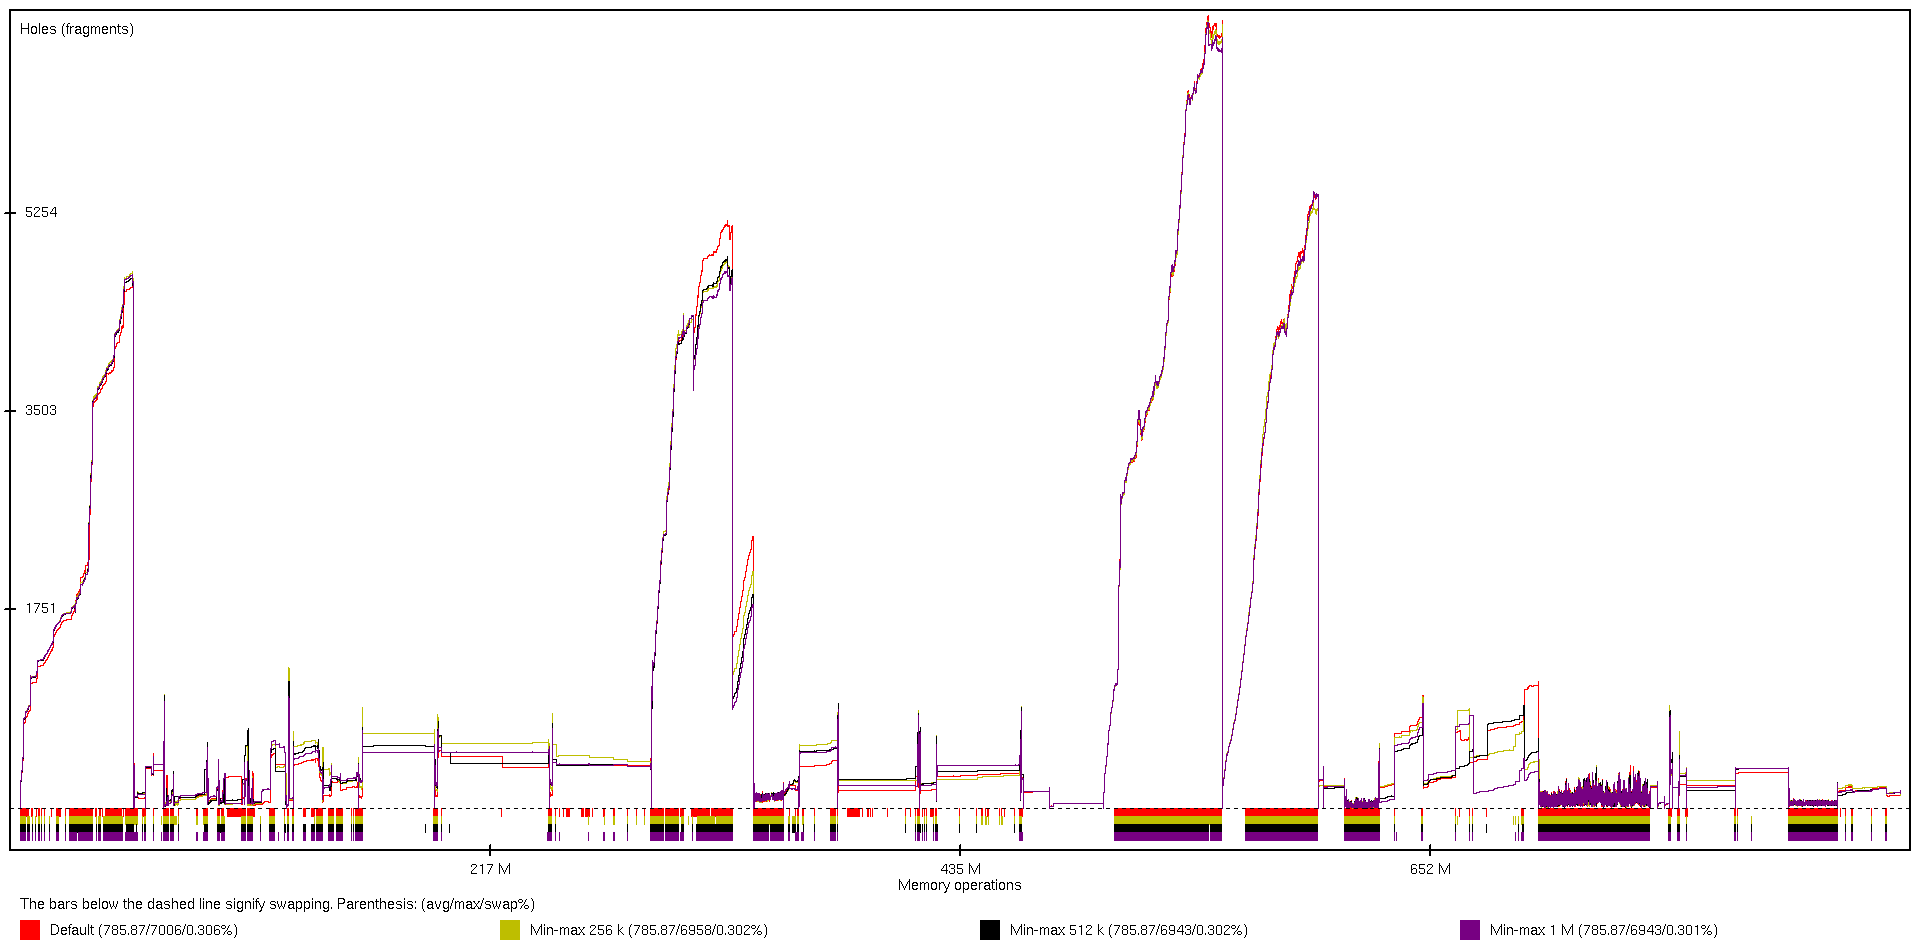 Holes (fragments)
5254
3503
1751
217 M
435 M
652 M
Memory operations
The bars below the dashed line signify swapping. Parenthesis: (avg/max/swap%)
Default (785.87/7006/0.306%)
Min-max 256 k (785.87/6958/0.302%)
Min-max 512 k (785.87/6943/0.302%)
Min-max 1 M (785.87/6943/0.301%)